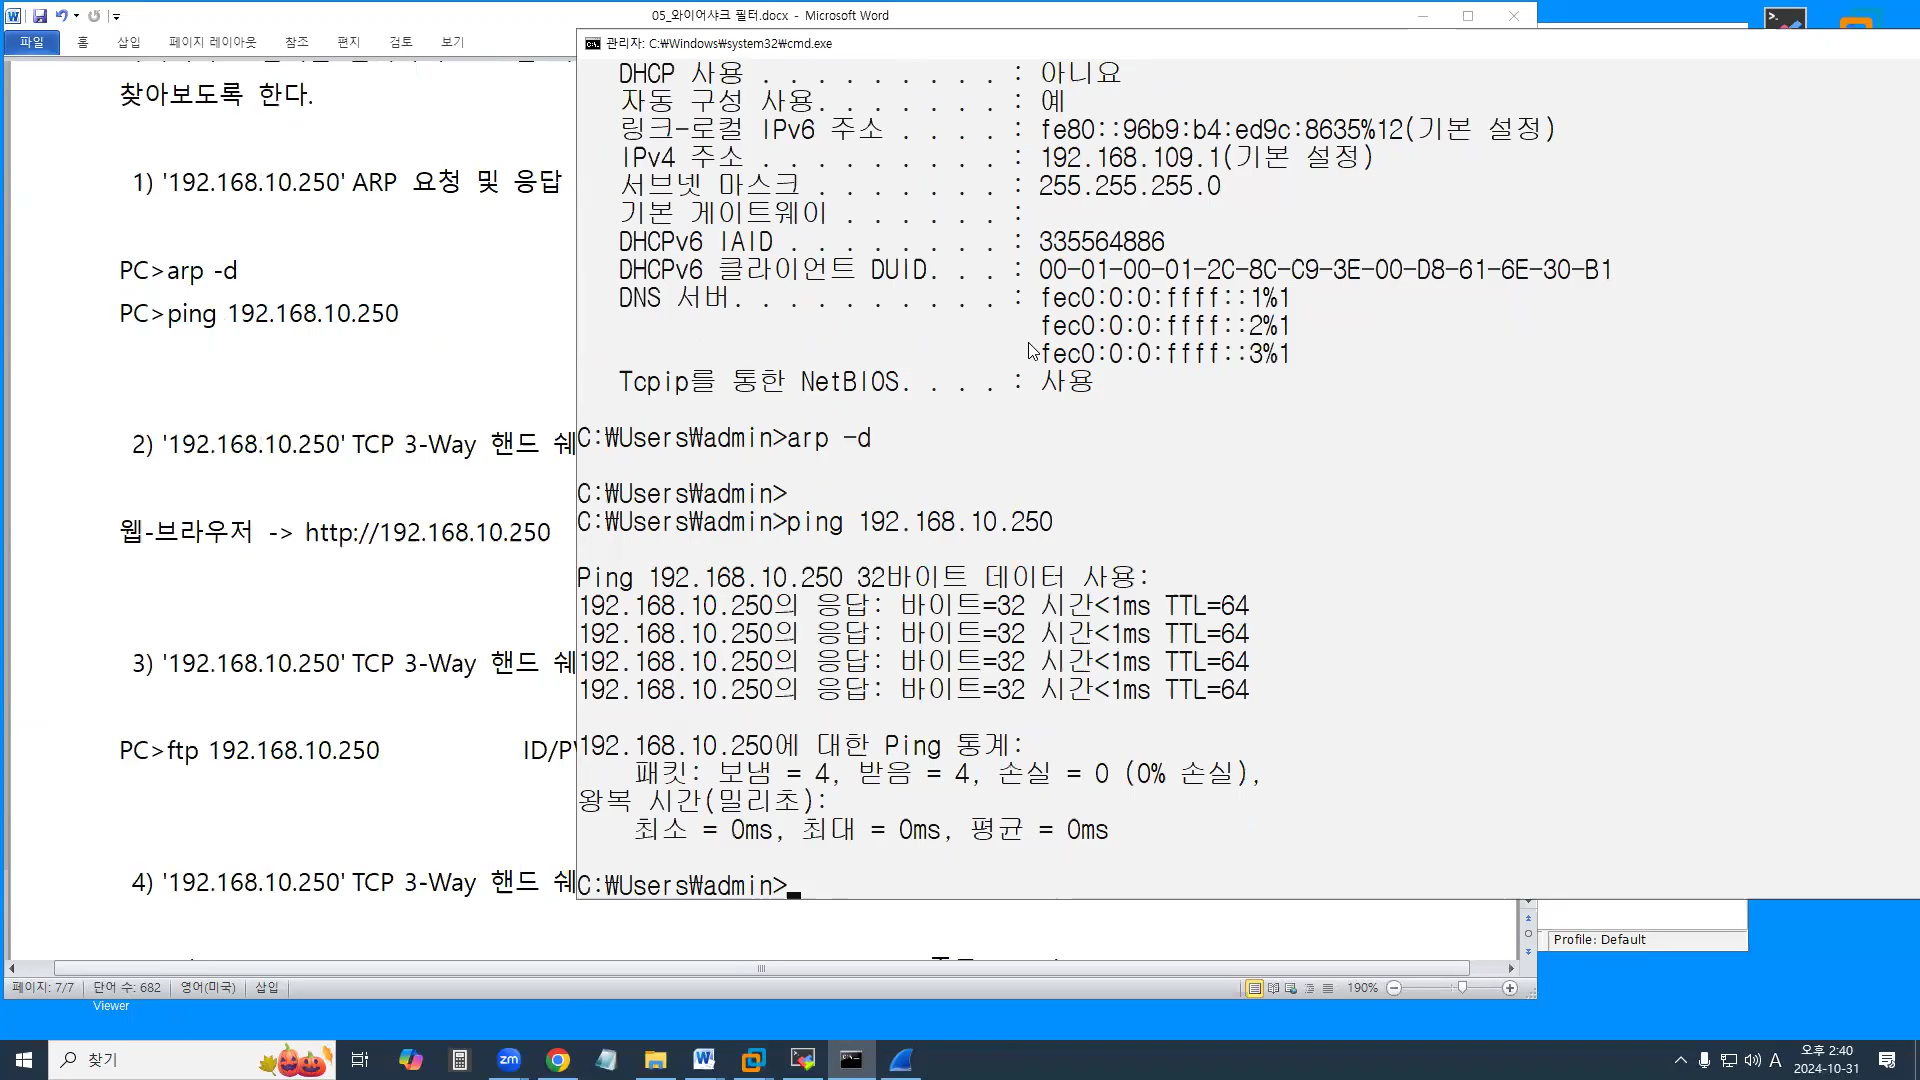 05_와이어샤크 필터.docx - Microsoft Word
파일 홈 삽입 페이지 레이아웃 참조 편지 검토 보기
찾아보도록 한다.
1) '192.168.10.250' ARP 요청 및 응답
PC>arp -d
PC>ping 192.168.10.250
2) '192.168.10.250' TCP 3-Way 핸드 쉐
웹-브라우저 -> http://192.168.10.250
3) '192.168.10.250' TCP 3-Way 핸드 쉐
PC>ftp 192.168.10.250 ID/P
4) '192.168.10.250' TCP 3-Way 핸드 쉐
관리자: C:\Windows\system32\cmd.exe
DHCP 사용 . . . . . . . . . : 아니요
자동 구성 사용. . . . . . . : 예
링크-로컬 IPv6 주소 . . . . : fe80::96b9:b4:ed9c:8635%12(기본 설정)
IPv4 주소 . . . . . . . . . : 192.168.109.1(기본 설정)
서브넷 마스크 . . . . . . . : 255.255.255.0
기본 게이트웨이 . . . . . . :
DHCPv6 IAID . . . . . . . . : 335564886
DHCPv6 클라이언트 DUID. . . : 00-01-00-01-2C-8C-C9-3E-00-D8-61-6E-30-B1
DNS 서버. . . . . . . . . . : fec0:0:0:ffff::1%1
fec0:0:0:ffff::2%1
fec0:0:0:ffff::3%1
Tcpip를 통한 NetBIOS. . . . : 사용
C:₩Users₩admin>arp -d
C:₩Users₩admin>
C:₩Users₩admin>ping 192.168.10.250
Ping 192.168.10.250 32바이트 데이터 사용:
192.168.10.250의 응답: 바이트=32 시간<1ms TTL=64
192.168.10.250의 응답: 바이트=32 시간<1ms TTL=64
192.168.10.250의 응답: 바이트=32 시간<1ms TTL=64
192.168.10.250의 응답: 바이트=32 시간<1ms TTL=64
192.168.10.250에 대한 Ping 통계:
패킷: 보냄 = 4, 받음 = 4, 손실 = 0 (0% 손실),
왕복 시간(밀리초):
최소 = 0ms, 최대 = 0ms, 평균 = 0ms
C:₩Users₩admin>
Profile: Default
페이지: 7/7 단어 수: 682 영어(미국) 삽입 190%
Viewer
찾기
zm
A
오후 2:40
2024-10-31